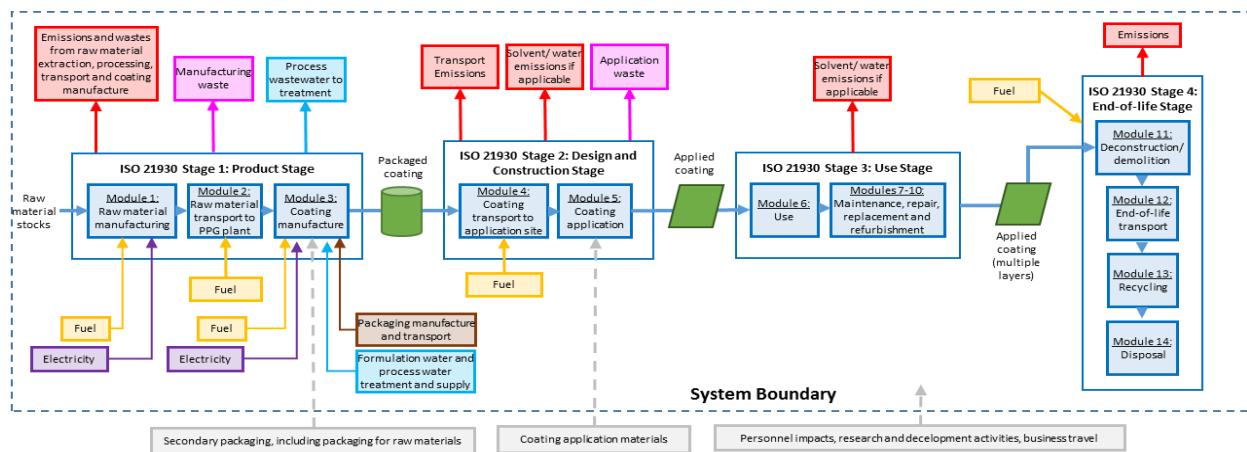 Emissions and wastes
from raw material
extraction, processing,
transport and coating
manufacture
Manufacturing
waste
Process
wastewater to
treatment
Transport
Emissions
Solvent/ water
emissions if
applicable
Application
waste
Solvent/ water
emissions if
applicable
Emissions
Fuel
ISO 21930 Stage 1: Product Stage
Raw
material
stocks
Module 1:
Raw material
manufacturing
Module 2:
Raw material
transport to
PPG plant
Module 3:
Coating
manufacture
Packaged
coating
ISO 21930 Stage 2: Design and
Construction Stage
Module 4:
Coating
transport to
application site
Module 5:
Coating
application
Applied
coating
ISO 21930 Stage 3: Use Stage
Module 6:
Use
Modules 7-10:
Maintenance, repair,
replacement and
refurbishment
Applied
coating
(multiple
layers)
ISO 21930 Stage 4:
End-of-life Stage
Module 11:
Deconstruction/
demolition
Module 12:
End-of-life
transport
Module 13:
Recycling
Module 14:
Disposal
Fuel
Electricity
Fuel
Fuel
Electricity
Packaging manufacture
and transport
Formulation water and
process water
treatment and supply
Fuel
System Boundary
Secondary packaging, including packaging for raw materials
Coating application materials
Personnel impacts, research and development activities, business travel